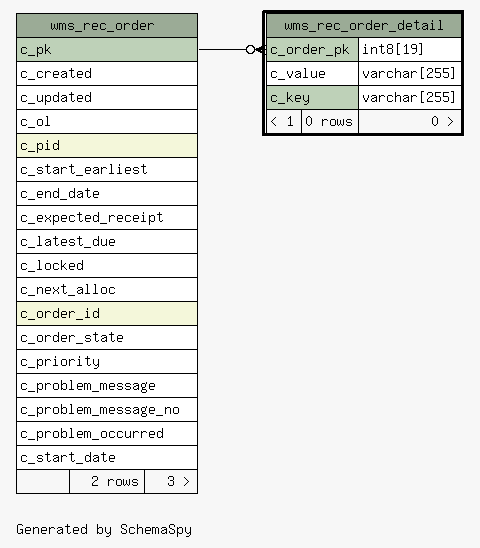 wms_rec_order
c_pk
c_created
c_updated
c_ol
c_pid
c_start_earliest
c_end_date
c_expected_receipt
c_latest_due
c_locked
c_next_alloc
c_order_id
c_order_state
c_priority
c_problem_message
c_problem_message_no
c_problem_occurred
c_start_date
2 rows 3 >
wms_rec_order_detail
c_order_pk int8[19]
c_value varchar[255]
c_key varchar[255]
< 1 0 rows 0 >
Generated by SchemaSpy